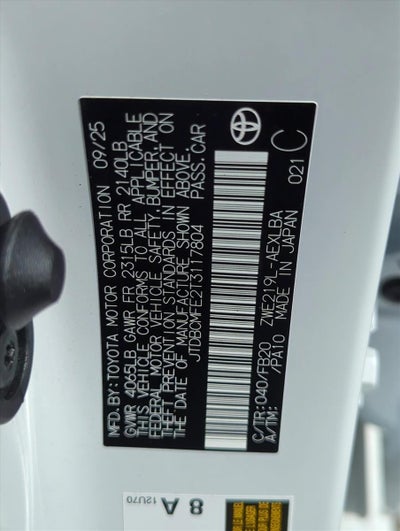 MFD.BY:TOYOTA MOTOR CORPORATION 09/25
GVWR 4065LB GAWR FR 2315LB RR 2140LB
THIS VEHICLE CONFORMS TO ALL APPLICABLE
FEDERAL MOTOR VEHICLE SAFETY, BUMPER, AND
THEFT PREVENTION STANDARDS IN EFFECT ON
THE DATE OF MANUFACTURE SHOWN ABOVE.
JTDBCMFE2T3117804 PASS.CAR
C/TR:040/FB20 ZWE219L-AEXLBA
A/TM: /PA10 MADE IN JAPAN 021 C
TOYOTA
8 A
12U70